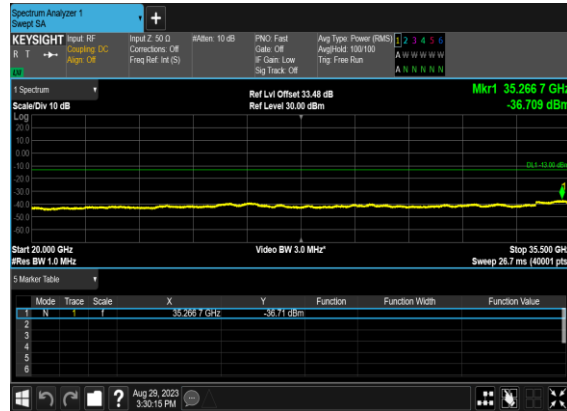 Spectrum Analyzer 1
Swept SA
+
KEYSIGHT Input: RF Input Z: 50 Ω #Atten: 10 dB PNO: Fast Avg Type: Power (RMS) 1 2 3 4 5 6
R T Coupling: DC Corrections: Off Gate: Off Avg|Hold: 100/100 A W W W W W
Align: Off Freq Ref: Int (S) IF Gain: Low Trig: Free Run
Sig Track: Off A N N N N N
1 Spectrum Ref Lvl Offset 33.48 dB Mkr1 35.266 7 GHz
Scale/Div 10 dB Ref Level 30.00 dBm -36.709 dBm
Log
20.0
10.0
0.00
-10.0
DL1 -13.00 dBm
-20.0
-30.0
-40.0
-50.0
-60.0
Start 20.000 GHz Video BW 3.0 MHz* Stop 35.500 GHz
#Res BW 1.0 MHz Sweep 26.7 ms (40001 pts
5 Marker Table
Mode Trace Scale X Y Function Function Width Function Value
1 N 1 f 35.266 7 GHz -36.71 dBm
2
3
4
5
6
? Aug 29, 2023
3:30:15 PM